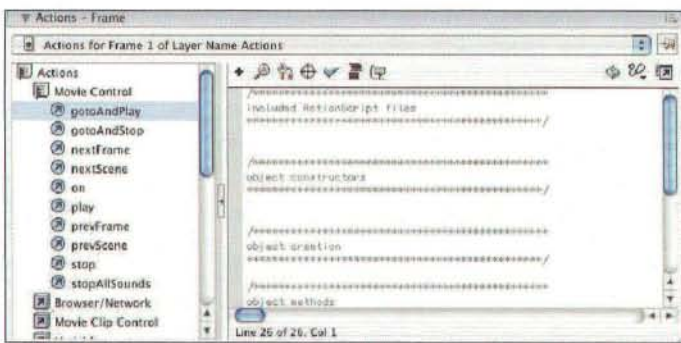 Actions - Frame
Actions for Frame 1 of Layer Name Actions
Actions
Movie Control
gotoAndPlay
gotoAndStop
nextFrame
nextScene
on
play
prevFrame
prevScene
stop
stopAllSounds
Browser/Network
Movie Clip Control
included ActionScript files
object constructors
object creation
object methods
Line 26 of 26, Col 1